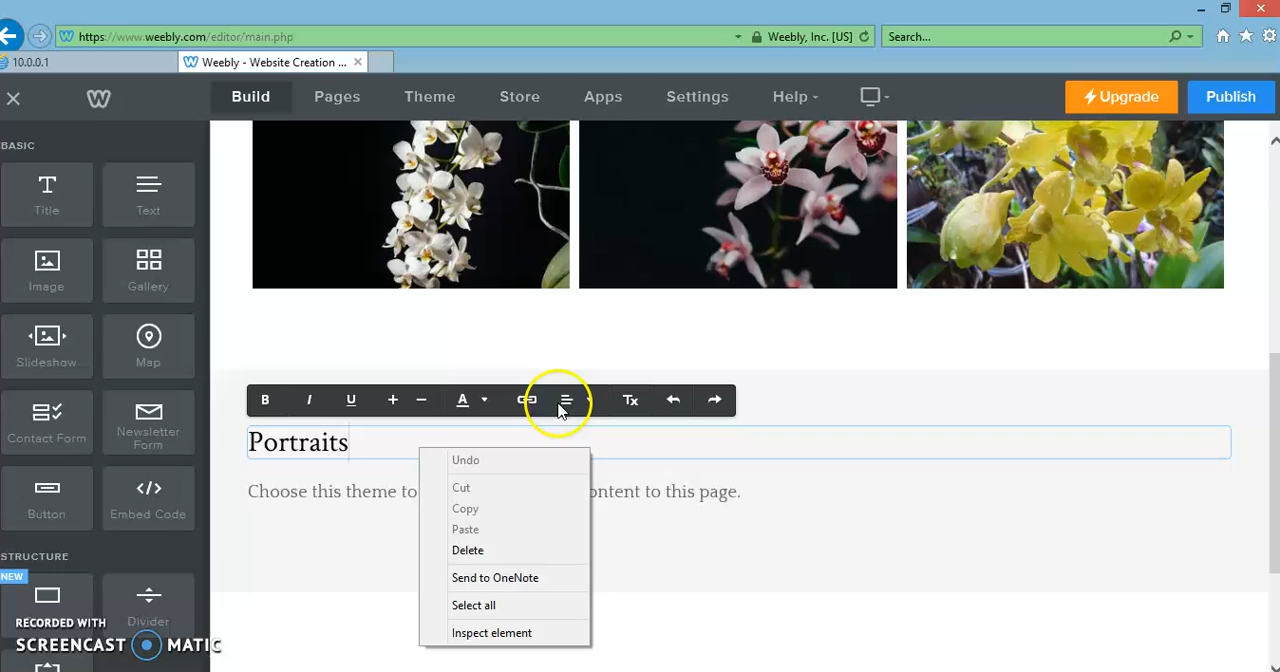 https://www.weebly.com/editor/main.php
Weebly, Inc. [US]
Search...
10.0.0.1
Weebly - Website Creation ...
Build
Pages
Theme
Store
Apps
Settings
Help
Upgrade
Publish
BASIC
Title
Text
Image
Gallery
Slideshow
Map
Contact Form
Newsletter
Form
Button
Embed Code
STRUCTURE
NEW
Divider
B I U + − A Tx
Portraits
Choose this theme to
ontent to this page.
Undo
Cut
Copy
Paste
Delete
Send to OneNote
Select all
Inspect element
RECORDED WITH
SCREENCAST MATIC